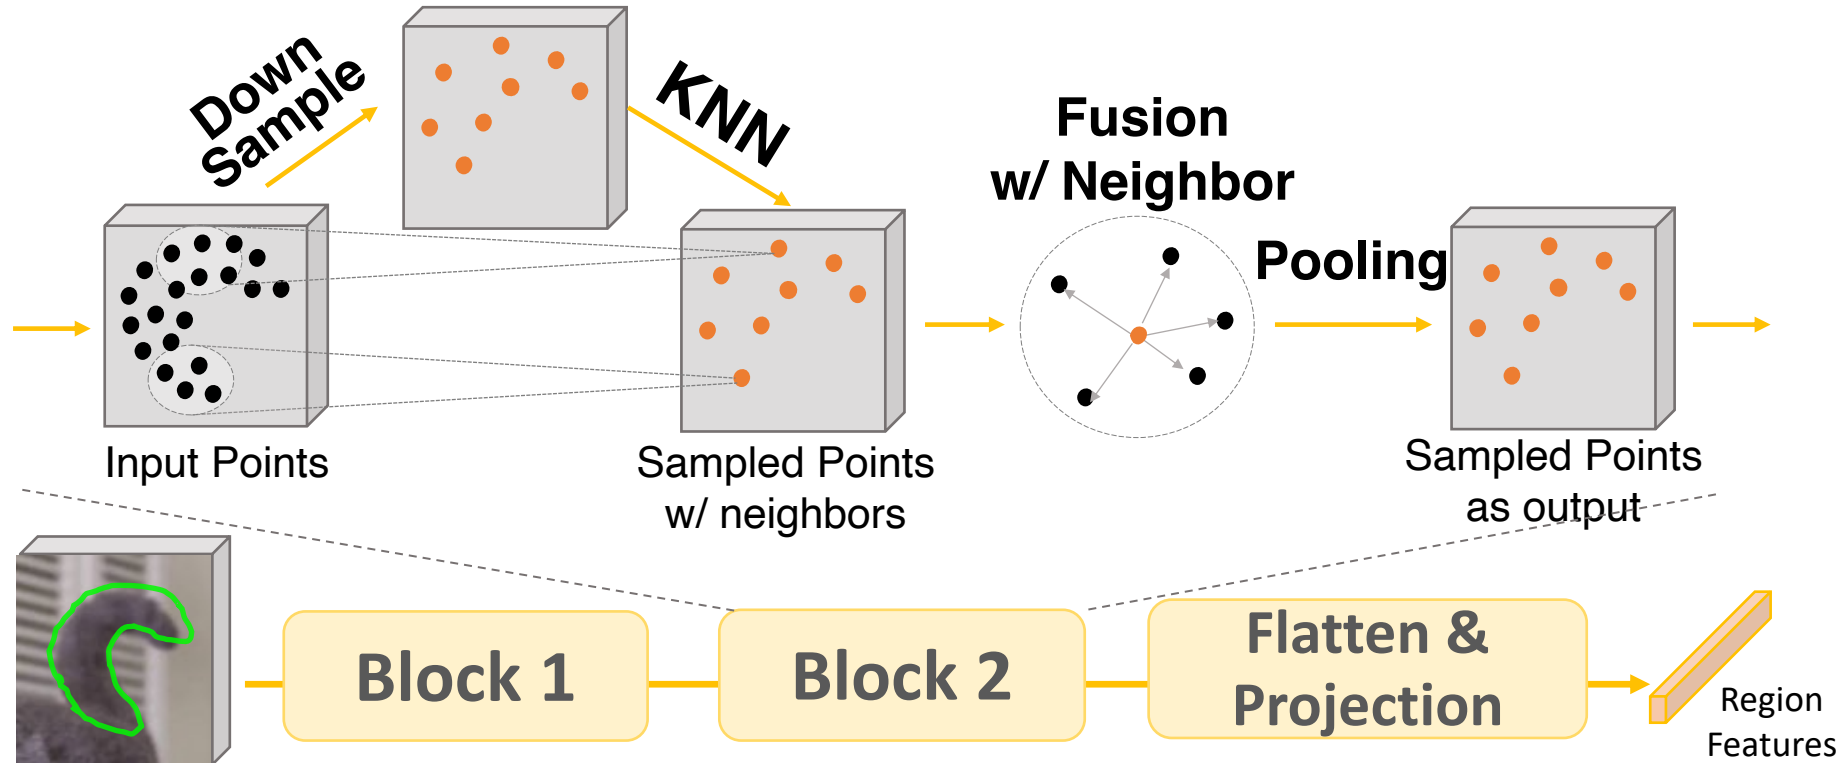 Down
Sample
KNN
Fusion
w/ Neighbor
Pooling
Input Points
Sampled Points
w/ neighbors
Sampled Points
as output
Block 1
Block 2
Flatten &
Projection
Region
Features